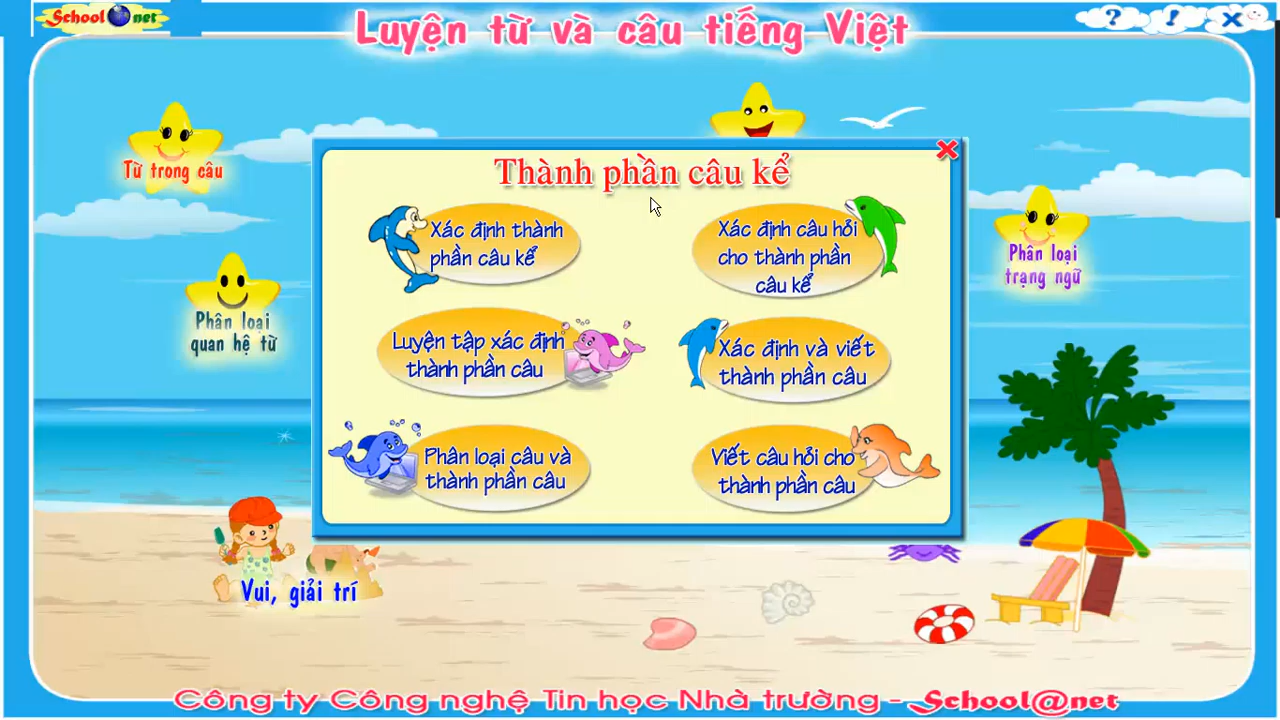 School@net
Luyện từ và câu tiếng Việt
? ! X
Từ trong câu
Thành phần câu kể
Xác định thành
phần câu kể
Xác định câu hỏi
cho thành phần
câu kể
Phân loại
trạng ngữ
Phân loại
quan hệ từ
Luyện tập xác định
thành phần câu
Xác định và viết
thành phần câu
Phân loại câu và
thành phần câu
Viết câu hỏi cho
thành phần câu
Vui, giải trí
Công ty Công nghệ Tin học Nhà trường - School@net